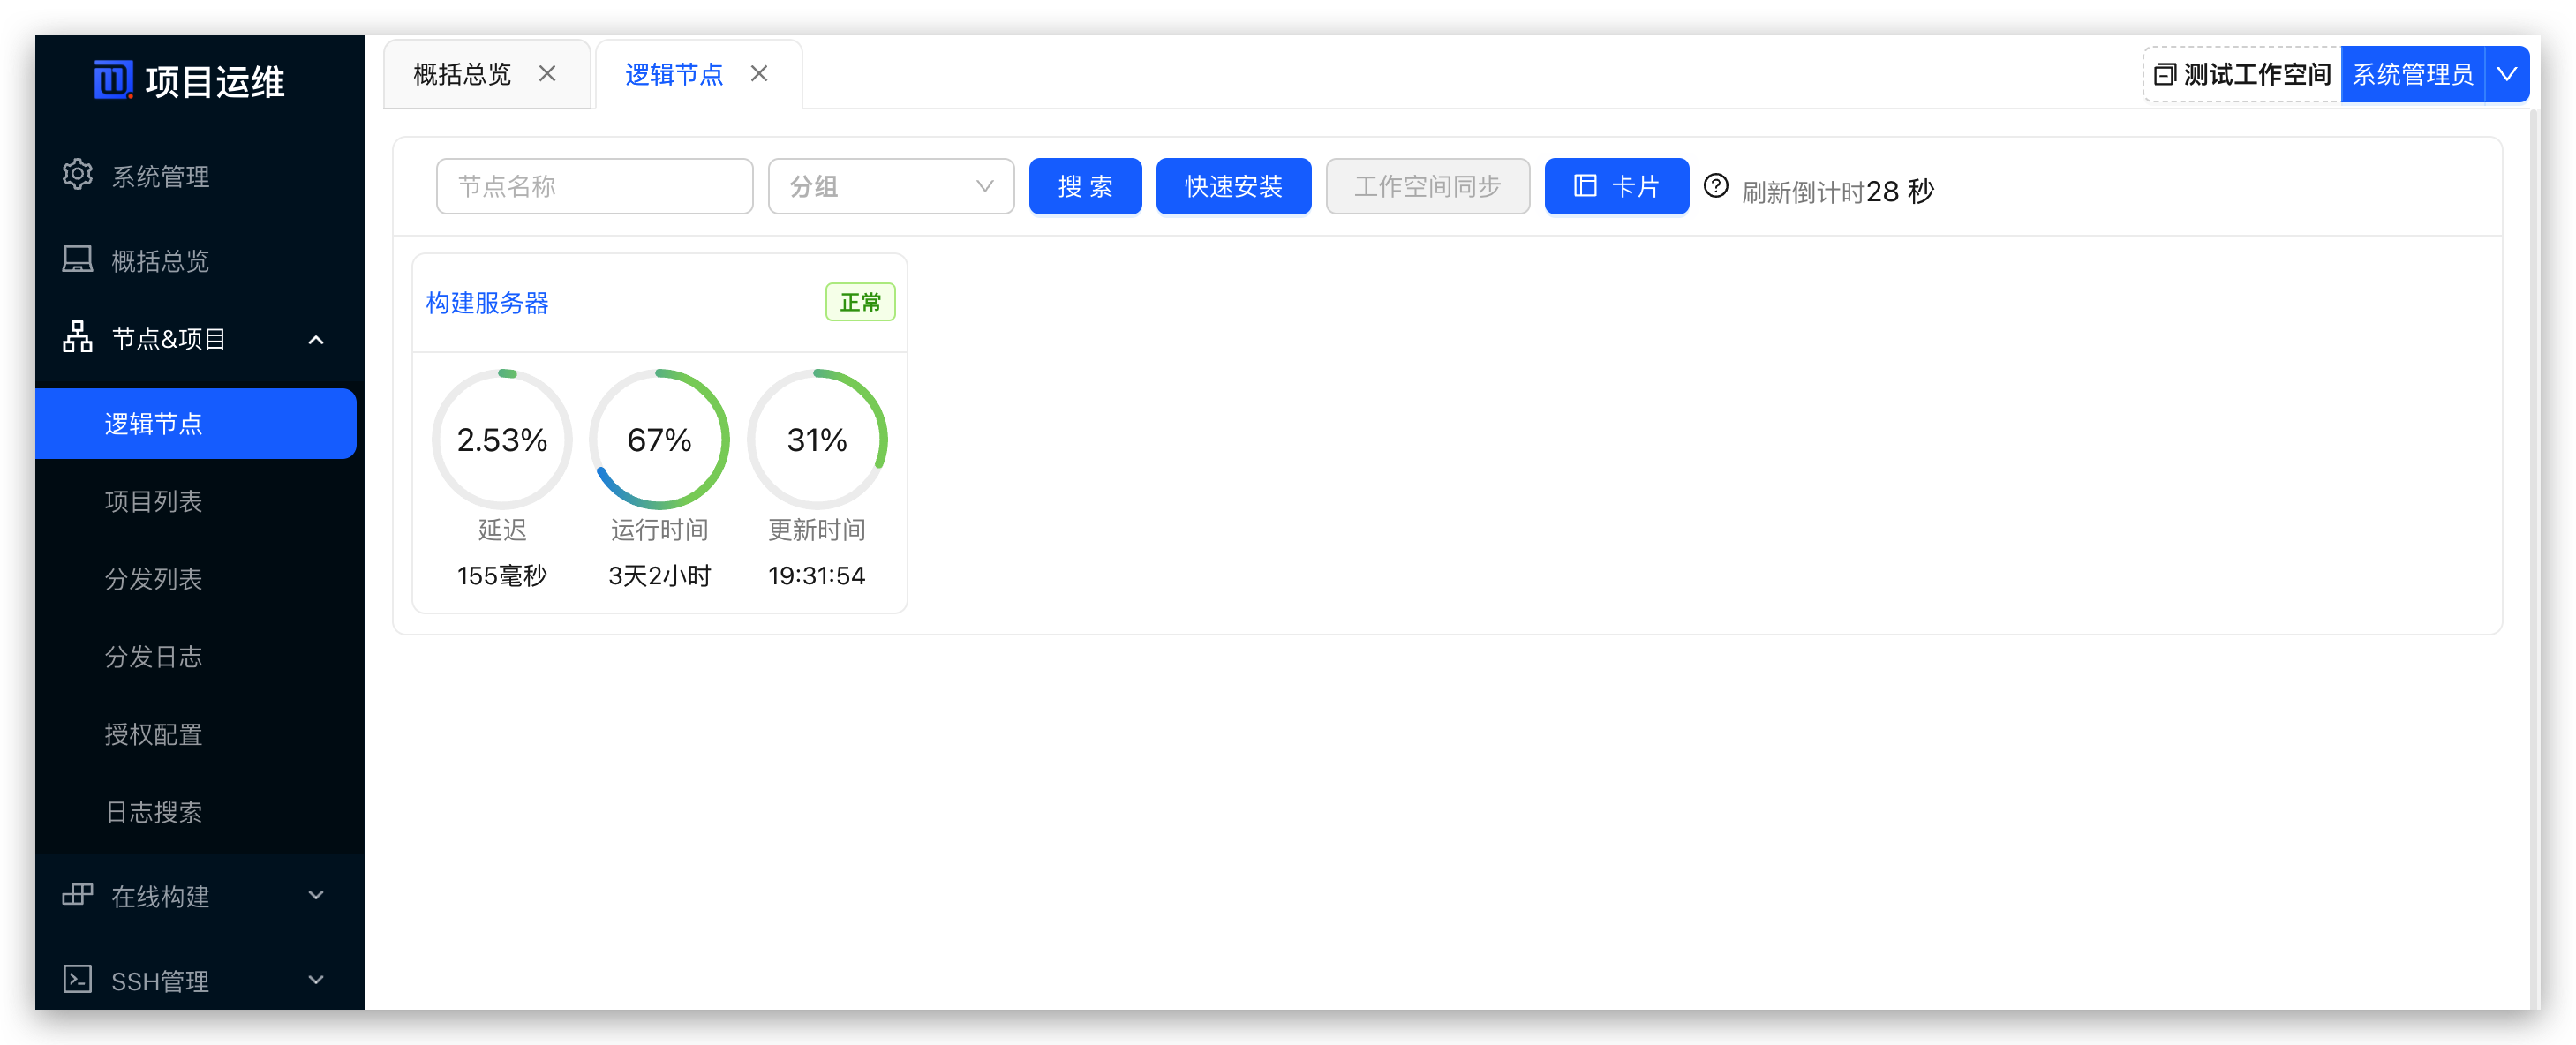 项目运维
系统管理
概括总览
节点&项目
逻辑节点
项目列表
分发列表
分发日志
授权配置
日志搜索
在线构建
SSH管理
概括总览 逻辑节点
测试工作空间 系统管理员
节点名称 分组 搜 索 快速安装 工作空间同步 卡片 刷新倒计时28 秒
构建服务器 正常
2.53% 67% 31%
延迟 运行时间 更新时间
155毫秒 3天2小时 19:31:54